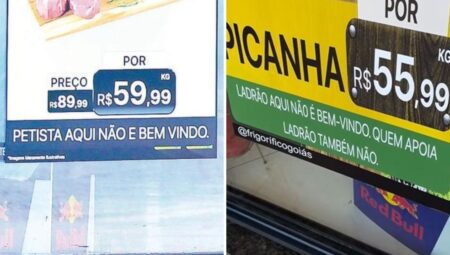 POR
PREÇO
R$89,99
R$59,99
KG
PETISTA AQUI NÃO É BEM VINDO.
*Imagens Meramente Ilustrativas
POR
PICANHA
R$55,99
KG
LADRÃO AQUI NÃO É BEM-VINDO. QUEM APOIA
LADRÃO TAMBÉM NÃO.
@frigorificogoiás
Red Bull